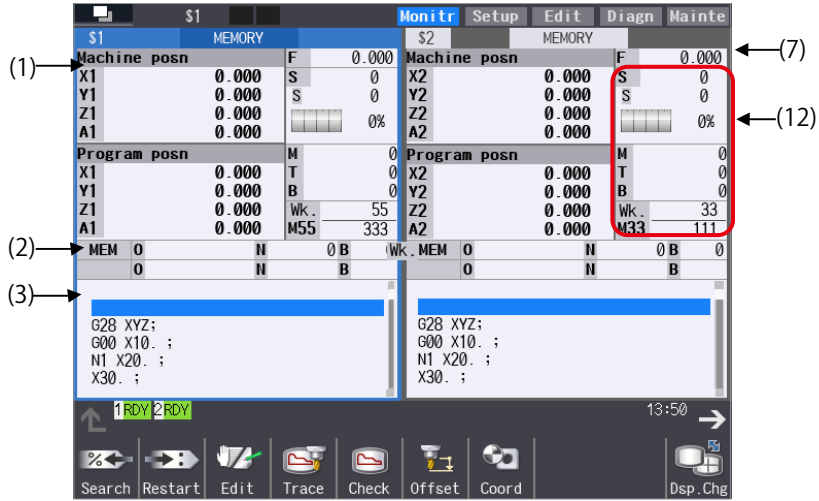 $1 Monitr Setup Edit Diagn Mainte
$1 MEMORY $2 MEMORY
(7)
Machine posn F 0.000 Machine posn F 0.000
(1)
X1 0.000 S 0 X2 0.000 S 0
Y1 0.000 S 0 Y2 0.000 S 0
Z1 0.000 0% Z2 0.000 0%
(12)
A1 0.000 A2 0.000
Program posn M 0 Program posn M 0
X1 0.000 T 0 X2 0.000 T 0
Y1 0.000 B 0 Y2 0.000 B 0
Z1 0.000 Wk. 55 Z2 0.000 Wk. 33
A1 0.000 M55 333 A2 0.000 M33 111
(2)
MEM O N 0 B Wk. MEM O N 0 B 0
O N B O N B
(3)
G28 XYZ; G28 XYZ;
G00 X10. ; G00 X10. ;
N1 X20. ; N1 X20. ;
X30. ; X30. ;
1RDY 2RDY 13:50
Search Restart Edit Trace Check Offset Coord Dsp.Chg